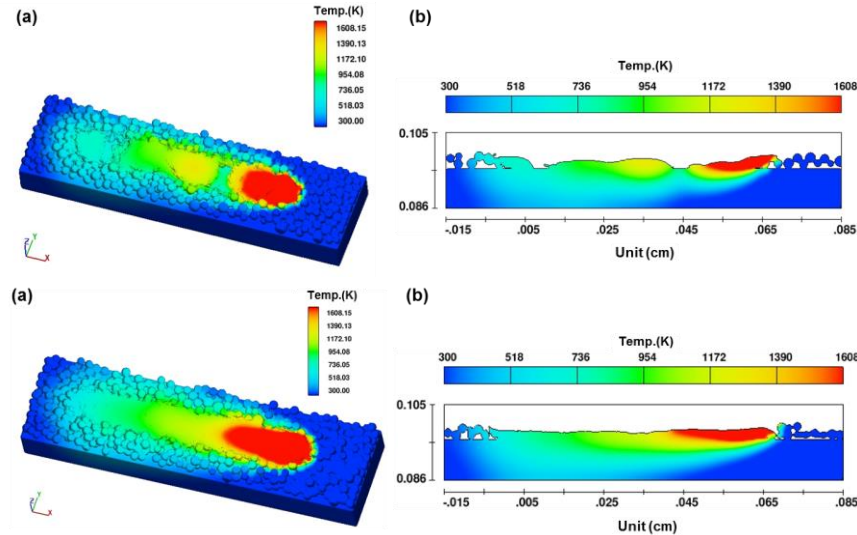 (a)
Temp.(K)
1608.15
1390.13
1172.10
954.08
736.05
518.03
300.00
Z Y X
(b)
Temp.(K)
300 518 736 954 1172 1390 1608
0.105
0.086
-.015 .005 .025 .045 .065 .085
Unit (cm)
(a)
Temp.(K)
1608.15
1390.13
1172.10
954.08
736.05
518.03
300.00
Z Y X
(b)
Temp.(K)
300 518 736 954 1172 1390 1608
0.105
0.086
-.015 .005 .025 .045 .065 .085
Unit (cm)